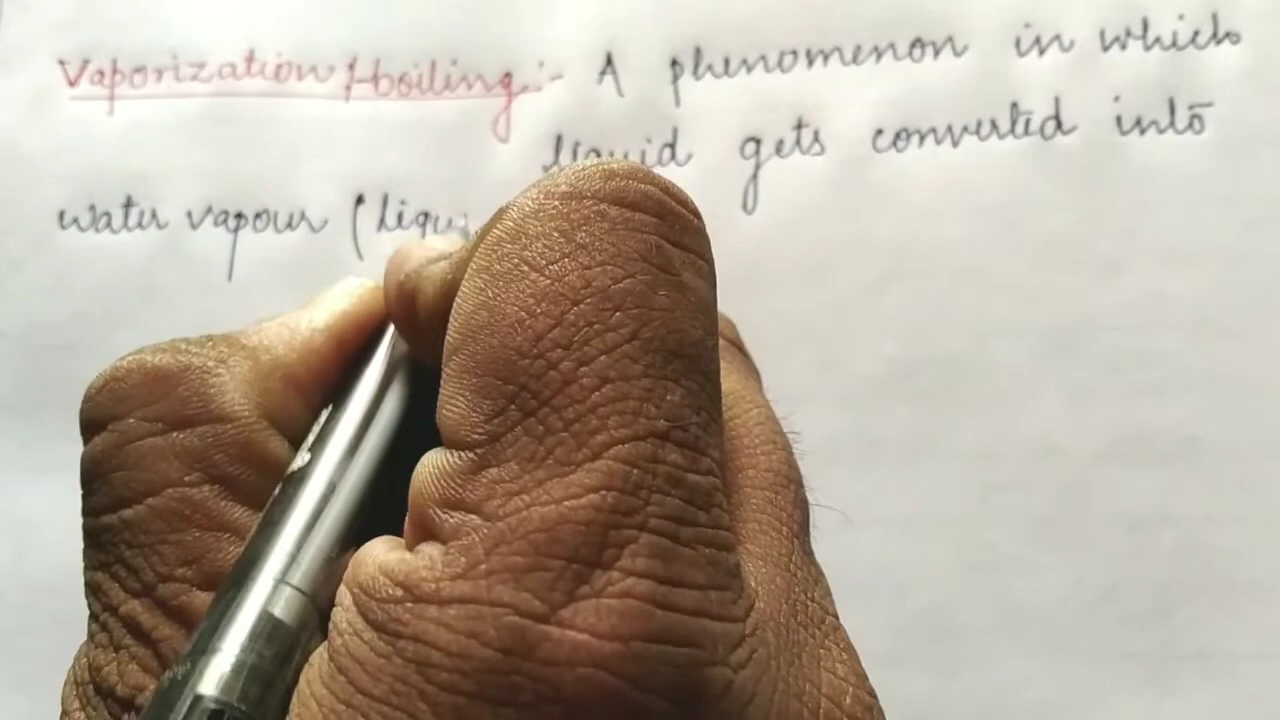 Vaporization/boiling:- A phenomenon in which
liquid gets converted into
water vapour (liqu